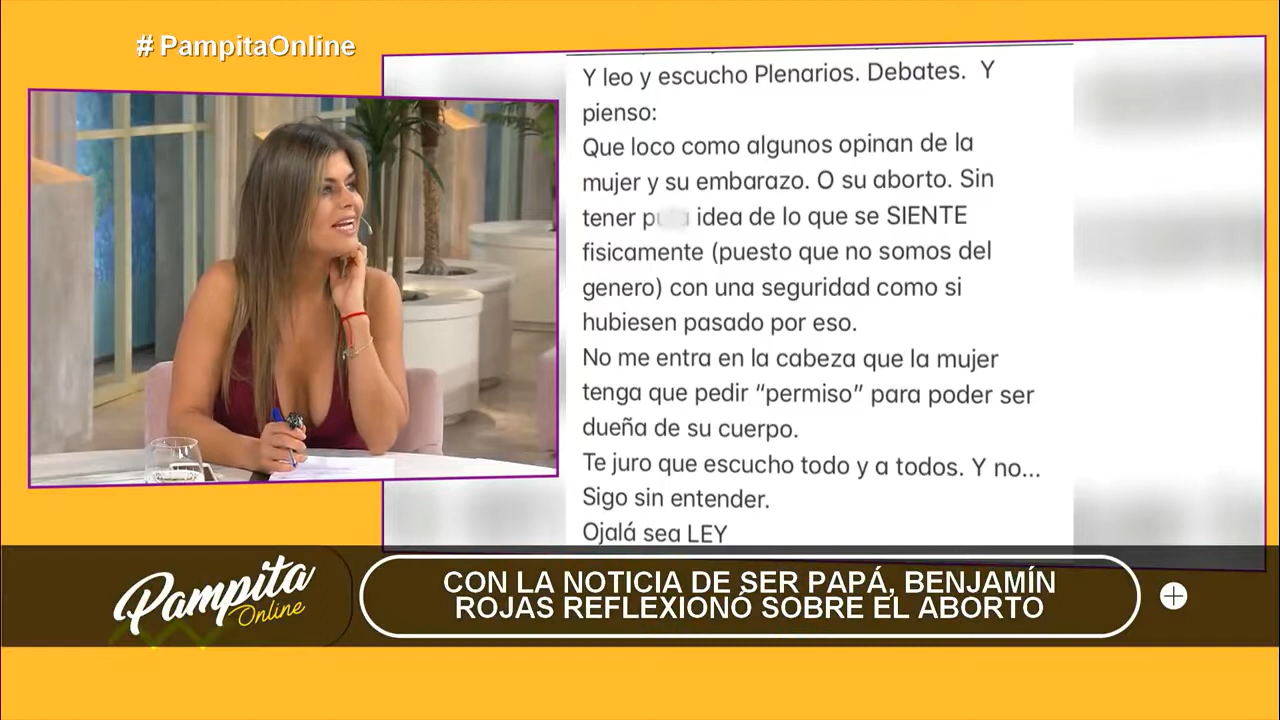 # PampitaOnline
Y leo y escucho Plenarios. Debates. Y
pienso:
Que loco como algunos opinan de la
mujer y su embarazo. O su aborto. Sin
tener idea de lo que se SIENTE
fisicamente (puesto que no somos del
genero) con una seguridad como si
hubiesen pasado por eso.
No me entra en la cabeza que la mujer
tenga que pedir “permiso” para poder ser
dueña de su cuerpo.
Te juro que escucho todo y a todos. Y no...
Sigo sin entender.
Ojalá sea LEY
Pampita
Online
CON LA NOTICIA DE SER PAPÁ, BENJAMÍN
ROJAS REFLEXIONÓ SOBRE EL ABORTO